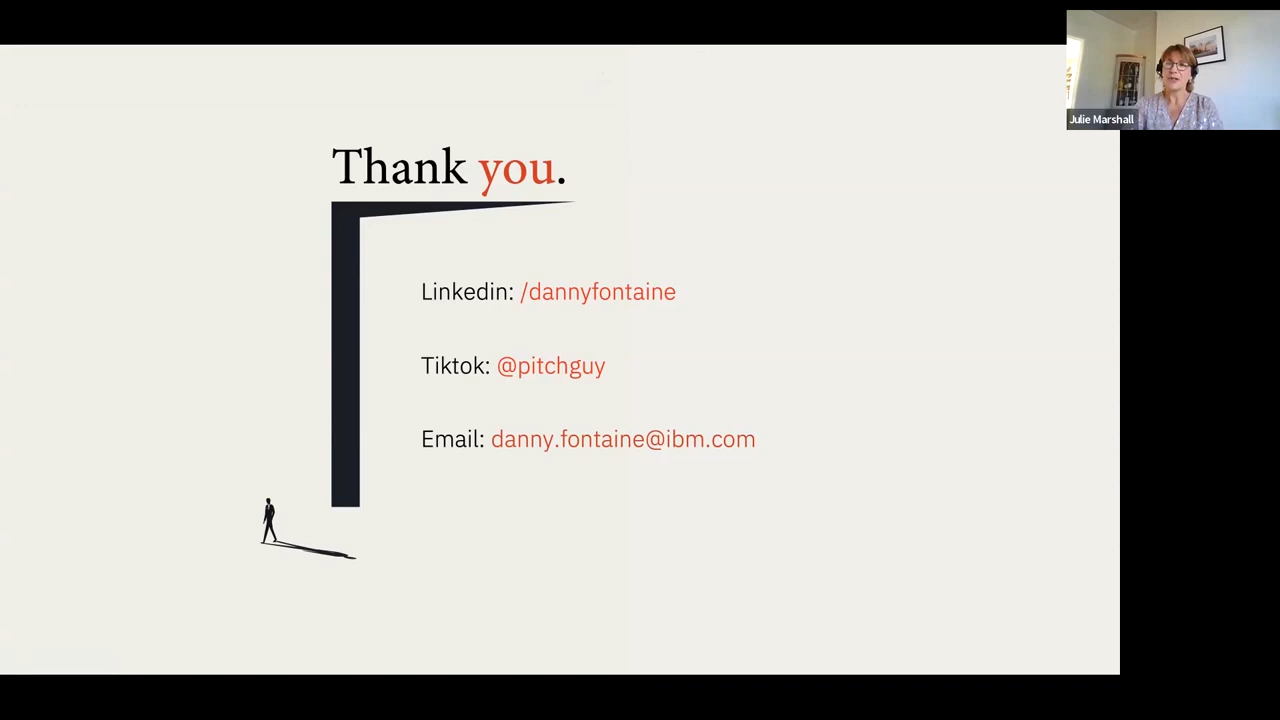 Thank you.
Linkedin: /dannyfontaine
Tiktok: @pitchguy
Email: danny.fontaine@ibm.com
Julie Marshall